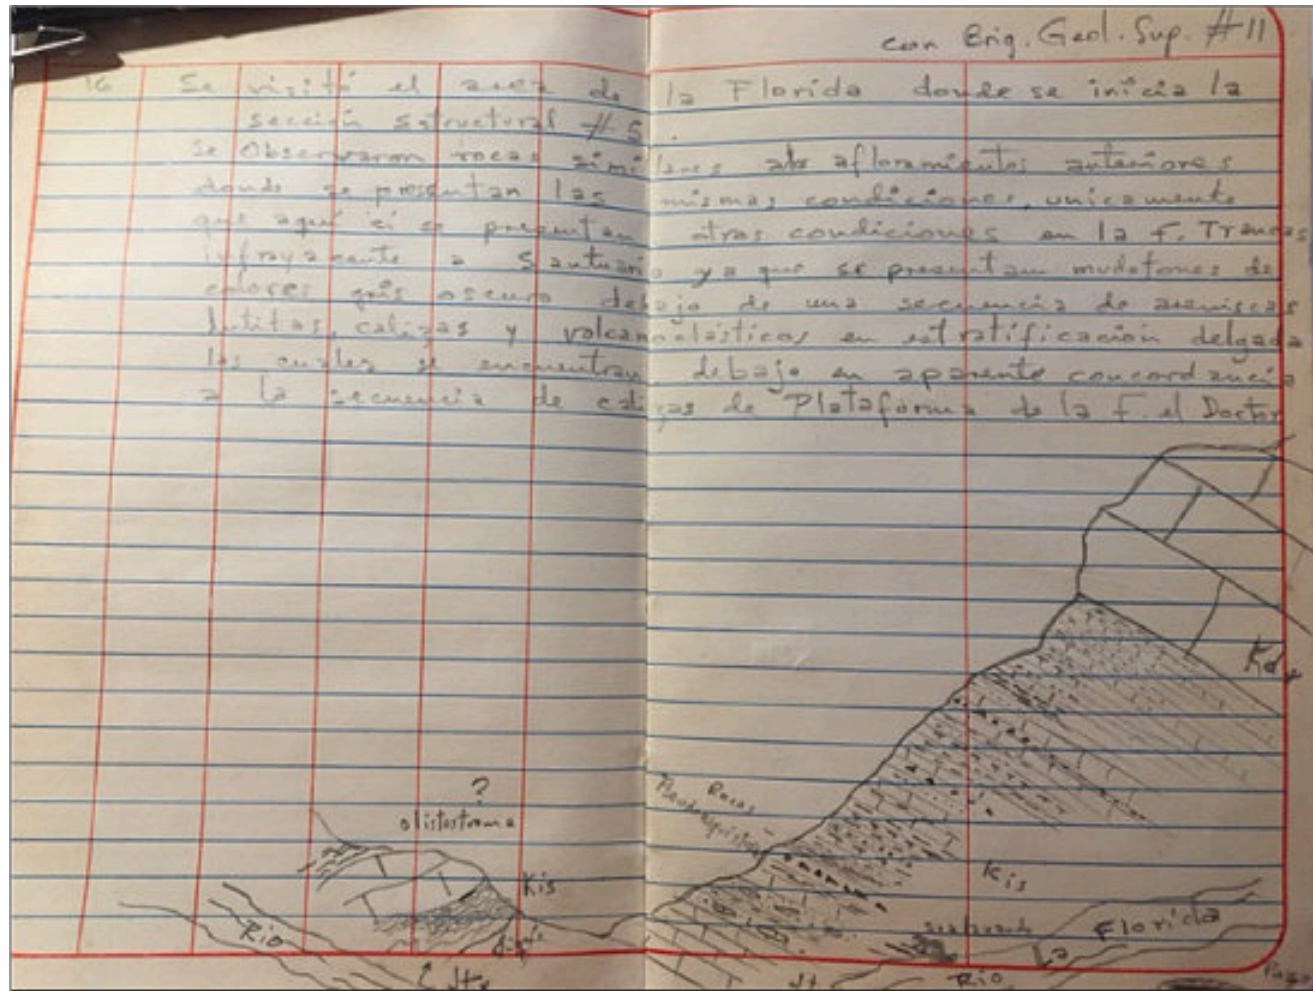 con Brig. Geol. Sup. #11
16 Se visitó el area de la Florida donde se inicia la
sección estructural #5.
Se Observaron rocas similares a los afloramientos anteriores
donde se presentan las mismas condiciones, unicamente
que aquí si se presentan otras condiciones en la F. Trancas
infrayacente a Santuario ya que se presentan mudstones de
colores gris oscuro debajo de una secuencia de areniscas
lutitas, calizas y volcanoclásticos en estratificación delgada
las cuales se encuentran debajo en aparente concordancia
a la secuencia de calizas de Plataforma de la F. el Doctor
Kd
?
olistostroma
Rocas
Kis
Kis
Rio
La Florida
Rio